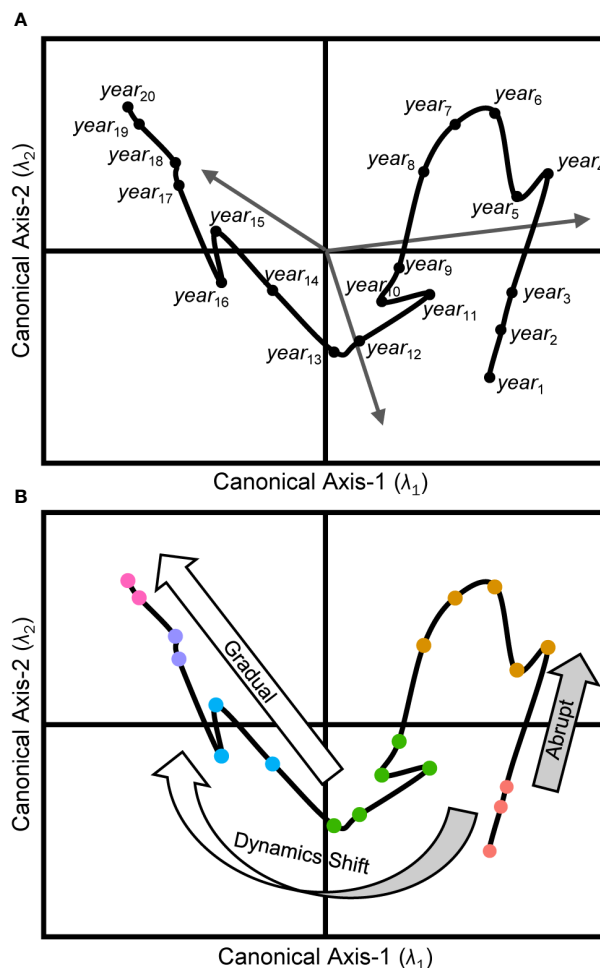 A
year₂₀
year₁₉
year₁₈
year₁₇
year₁₅
year₁₆
year₁₄
year₁₃
year₁₂
year₁₁
year₁₀
year₉
year₈
year₇
year₆
year₅
year
year₃
year₂
year₁
Canonical Axis-2 (λ₂)
Canonical Axis-1 (λ₁)
B
Gradual
Abrupt
Dynamics Shift
Canonical Axis-2 (λ₂)
Canonical Axis-1 (λ₁)